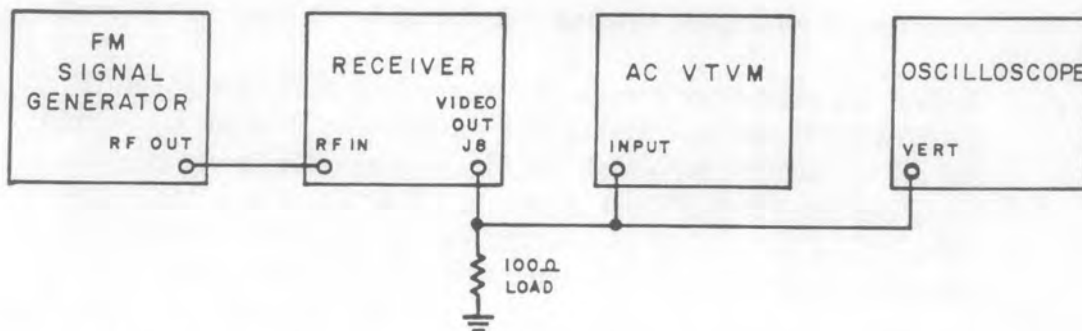 FM
SIGNAL
GENERATOR
RF OUT
RECEIVER
RF IN
VIDEO
OUT
J8
AC VTVM
INPUT
OSCILLOSCOPE
VERT
100Ω
LOAD